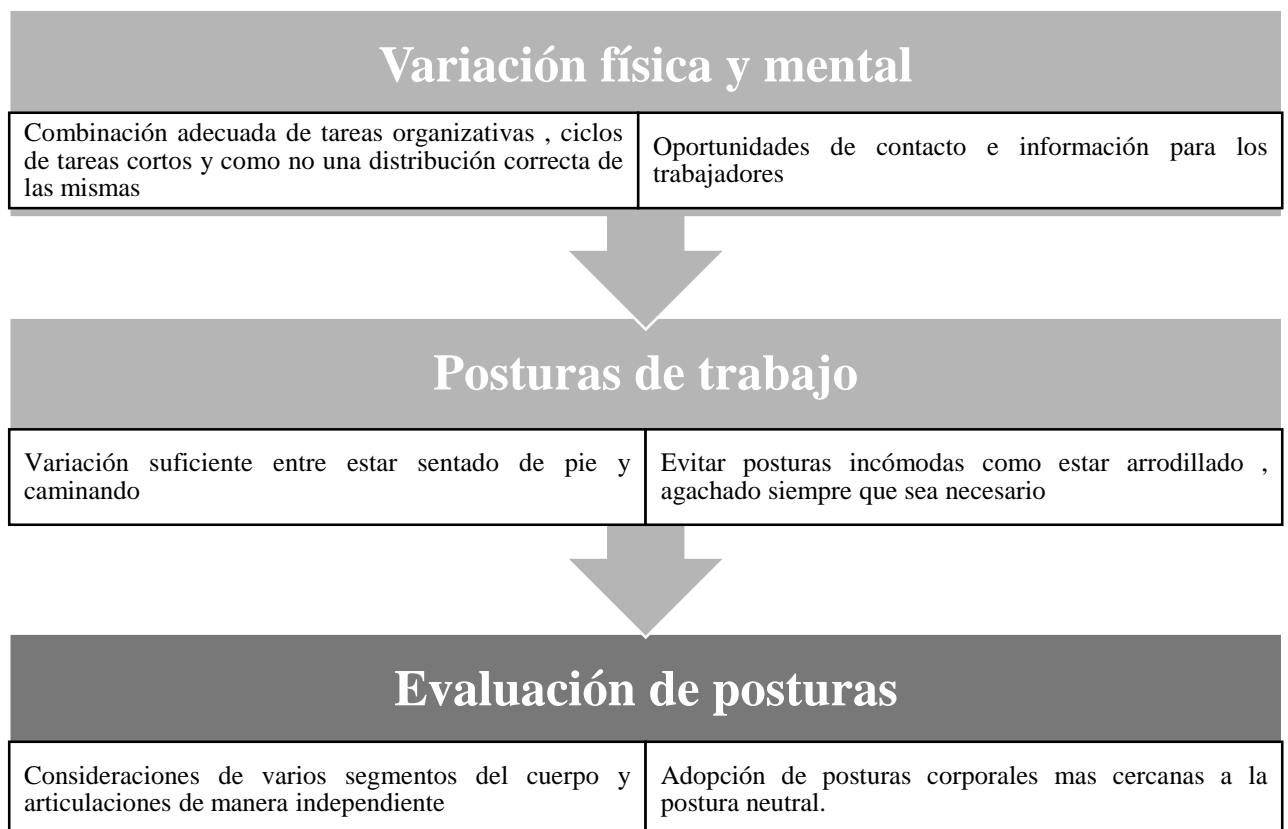 Variación física y mental
Combinación adecuada de tareas organizativas , ciclos
de tareas cortos y como no una distribución correcta de
las mismas
Oportunidades de contacto e información para los
trabajadores
Posturas de trabajo
Variación suficiente entre estar sentado de pie y
caminando
Evitar posturas incómodas como estar arrodillado ,
agachado siempre que sea necesario
Evaluación de posturas
Consideraciones de varios segmentos del cuerpo y
articulaciones de manera independiente
Adopción de posturas corporales mas cercanas a la
postura neutral.